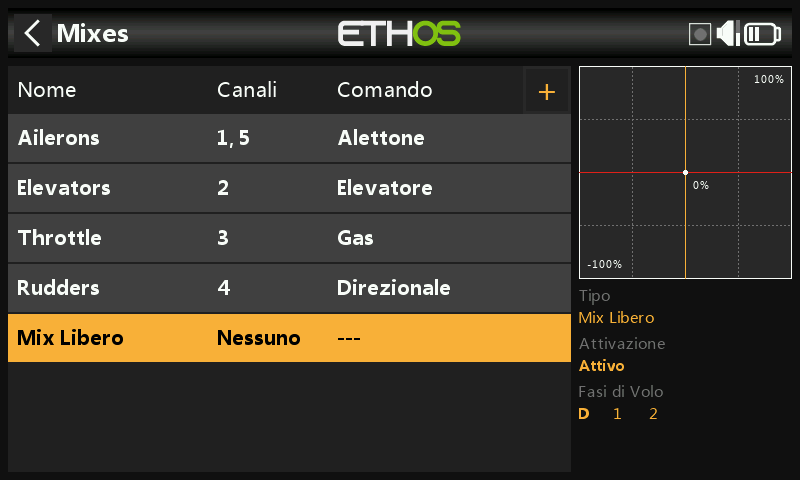 Mixes ETHOS
Nome Canali Comando +
Ailerons 1, 5 Alettone
Elevators 2 Elevatore
Throttle 3 Gas
Rudders 4 Direzionale
Mix Libero Nessuno ---
100%
0%
-100%
Tipo
Mix Libero
Attivazione
Attivo
Fasi di Volo
D 1 2